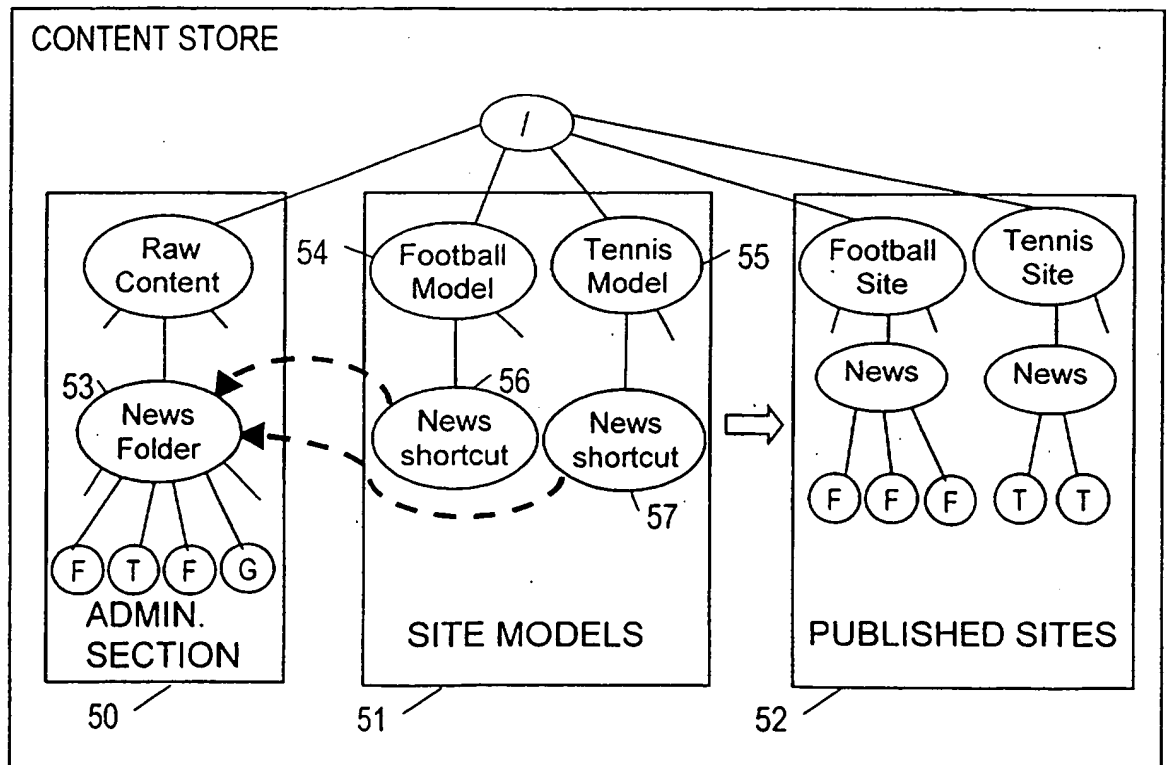 CONTENT STORE
/
Raw
Content
54
Football
Model
Tennis
Model
55
Football
Site
Tennis
Site
53
News
Folder
56
News
shortcut
News
shortcut
57
News
News
F
F
F
T
T
F
T
F
G
ADMIN.
SECTION
SITE MODELS
PUBLISHED SITES
50
51
52